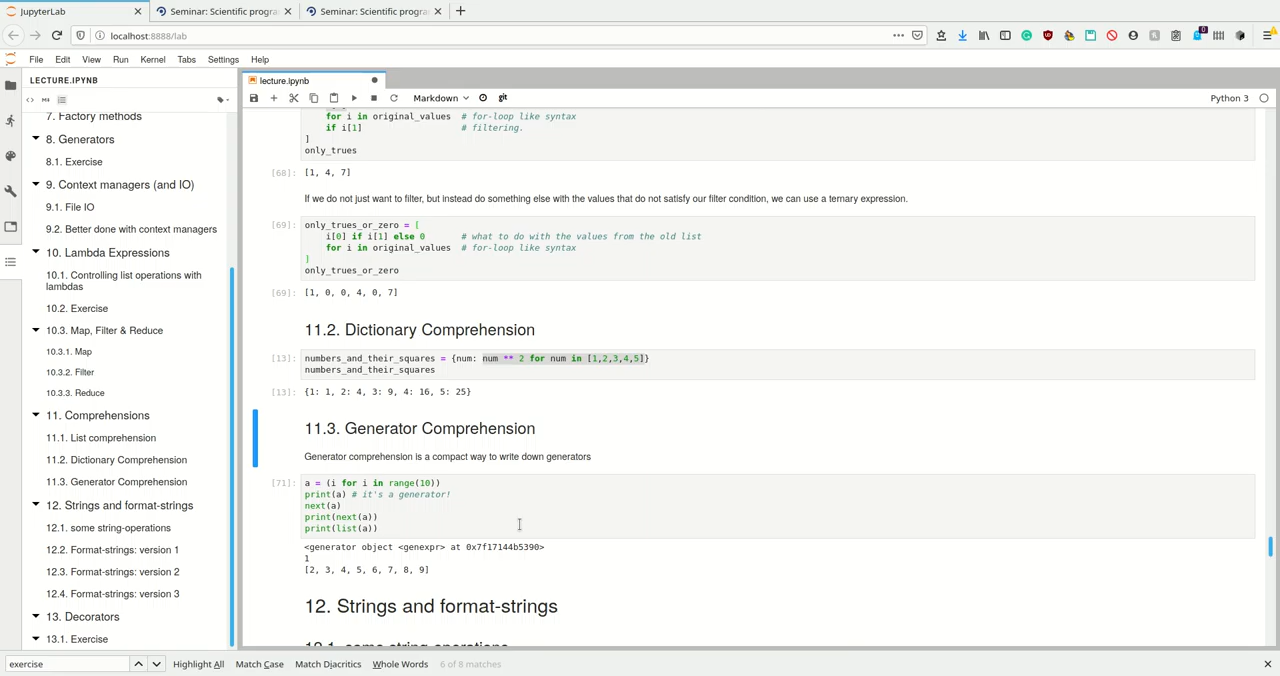 JupyterLab
Seminar: Scientific progra
Seminar: Scientific progra
localhost:8888/lab
File Edit View Run Kernel Tabs Settings Help
LECTURE.IPYNB
7. Factory methods
8. Generators
8.1. Exercise
9. Context managers (and IO)
9.1. File IO
9.2. Better done with context managers
10. Lambda Expressions
10.1. Controlling list operations with
lambdas
10.2. Exercise
10.3. Map, Filter & Reduce
10.3.1. Map
10.3.2. Filter
10.3.3. Reduce
11. Comprehensions
11.1. List comprehension
11.2. Dictionary Comprehension
11.3. Generator Comprehension
12. Strings and format-strings
12.1. some string-operations
12.2. Format-strings: version 1
12.3. Format-strings: version 2
12.4. Format-strings: version 3
13. Decorators
13.1. Exercise
lecture.ipynb
Markdown git Python 3
for i in original_values # for-loop like syntax
if i[1] # filtering.
]
only_trues
[68]: [1, 4, 7]
If we do not just want to filter, but instead do something else with the values that do not satisfy our filter condition, we can use a ternary expression.
[69]: only_trues_or_zero = [
i[0] if i[1] else 0 # what to do with the values from the old list
for i in original_values # for-loop like syntax
]
only_trues_or_zero
[69]: [1, 0, 0, 4, 0, 7]
11.2. Dictionary Comprehension
[13]: numbers_and_their_squares = {num: num ** 2 for num in [1,2,3,4,5]}
numbers_and_their_squares
[13]: {1: 1, 2: 4, 3: 9, 4: 16, 5: 25}
11.3. Generator Comprehension
Generator comprehension is a compact way to write down generators
[71]: a = (i for i in range(10))
print(a) # it's a generator!
next(a)
print(next(a))
print(list(a))
<generator object <genexpr> at 0x7f17144b5390>
1
[2, 3, 4, 5, 6, 7, 8, 9]
12. Strings and format-strings
12.1. some string-operations
exercise
Highlight All Match Case Match Diacritics Whole Words 6 of 8 matches